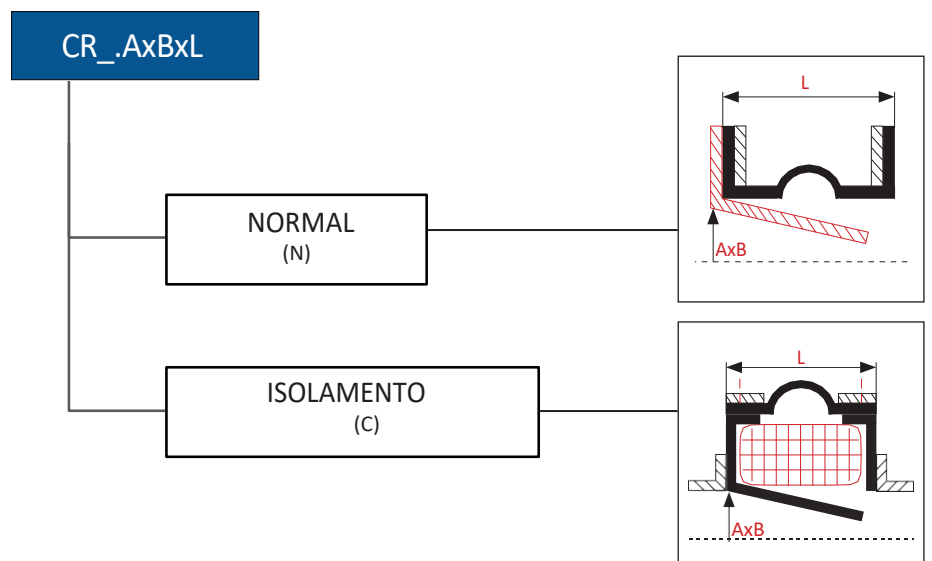 CR_.AxBxL
L
NORMAL
(N)
AxB
L
ISOLAMENTO
(C)
AxB